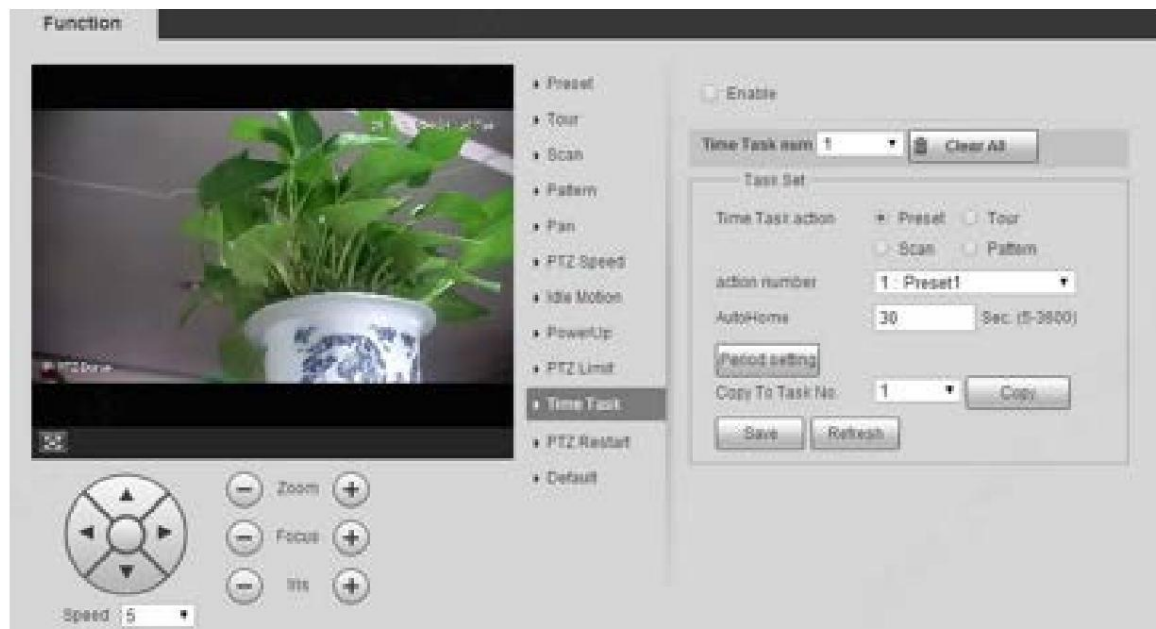 Function
Preset
Tour
Scan
Pattern
Pan
PTZ Speed
Idle Motion
PowerUp
PTZ Limit
Time Task
PTZ Restart
Default
Enable
Time Task num 1
Clear All
Task Set
Time Task action
Preset Tour
Scan Pattern
action number 1 : Preset1
AutoHome 30 Sec. (5-3600)
Period setting
Copy To Task No. 1 Copy
Save Refresh
Zoom
Focus
Iris
Speed 5